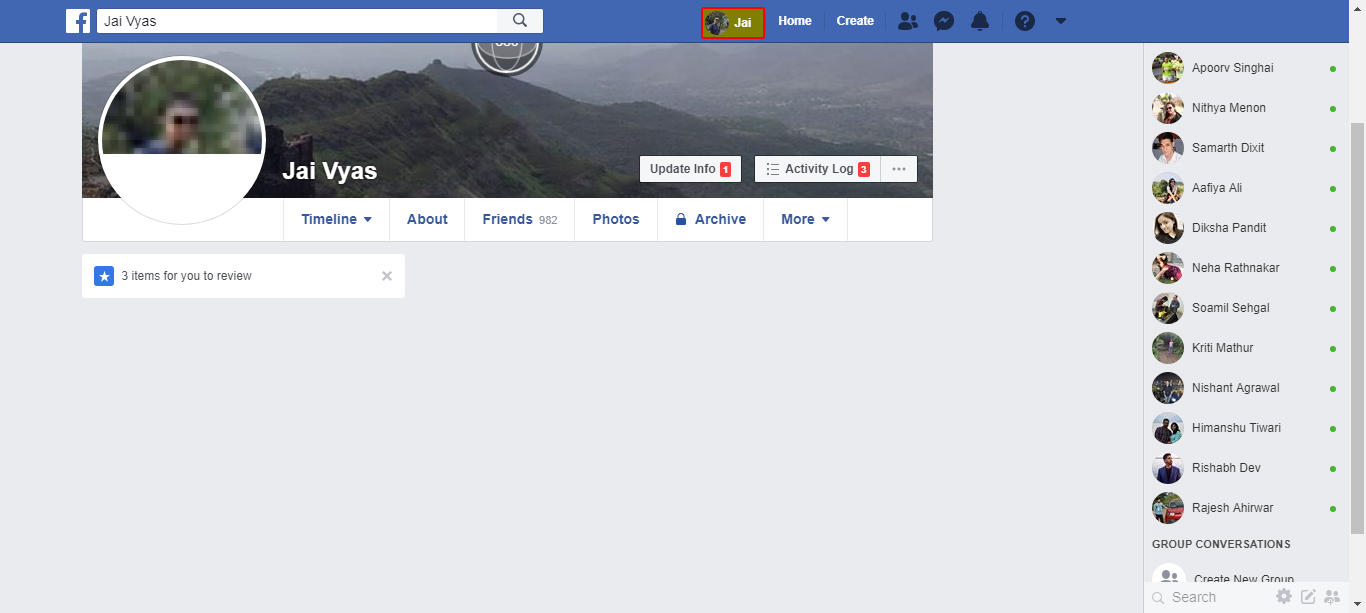 Jai Vyas
Jai
Home
Create
Jai Vyas
Update Info 1
Activity Log 3
Timeline
About
Friends 982
Photos
Archive
More
3 items for you to review
Apoorv Singhai
Nithya Menon
Samarth Dixit
Aafiya Ali
Diksha Pandit
Neha Rathnakar
Soamil Sehgal
Kriti Mathur
Nishant Agrawal
Himanshu Tiwari
Rishabh Dev
Rajesh Ahirwar
GROUP CONVERSATIONS
Create New Group
Search